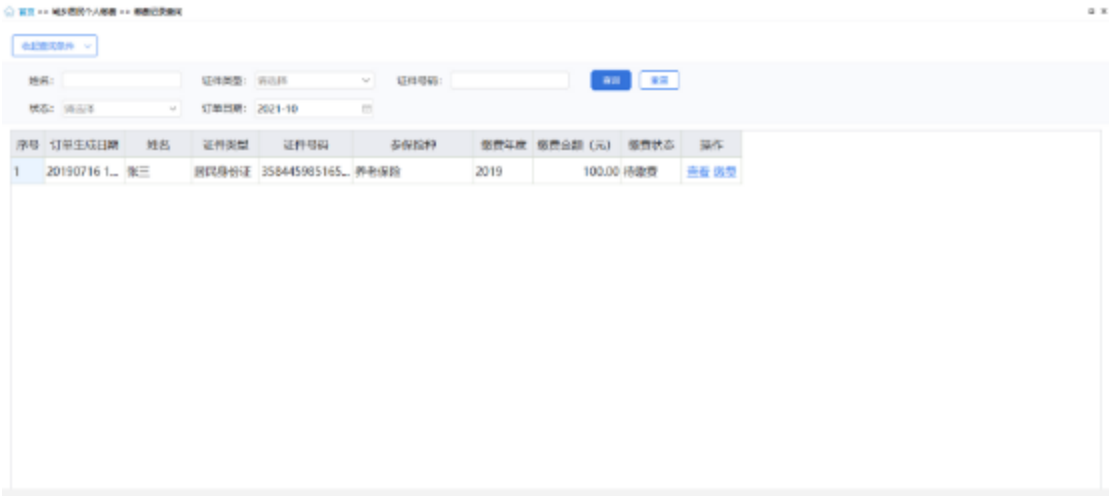 首页 >> 城乡居民个人缴费 >> 缴费记录查询
收起查询条件
姓名: 证件类型: 请选择 证件号码: 查询 重置
状态: 请选择 订单日期: 2021-10
序号 订单生成日期 姓名 证件类型 证件号码 参保险种 缴费年度 缴费金额（元） 缴费状态 操作
1 20190716 1... 张三 居民身份证 358445985165... 养老保险 2019 100.00 待缴费 查看 缴费